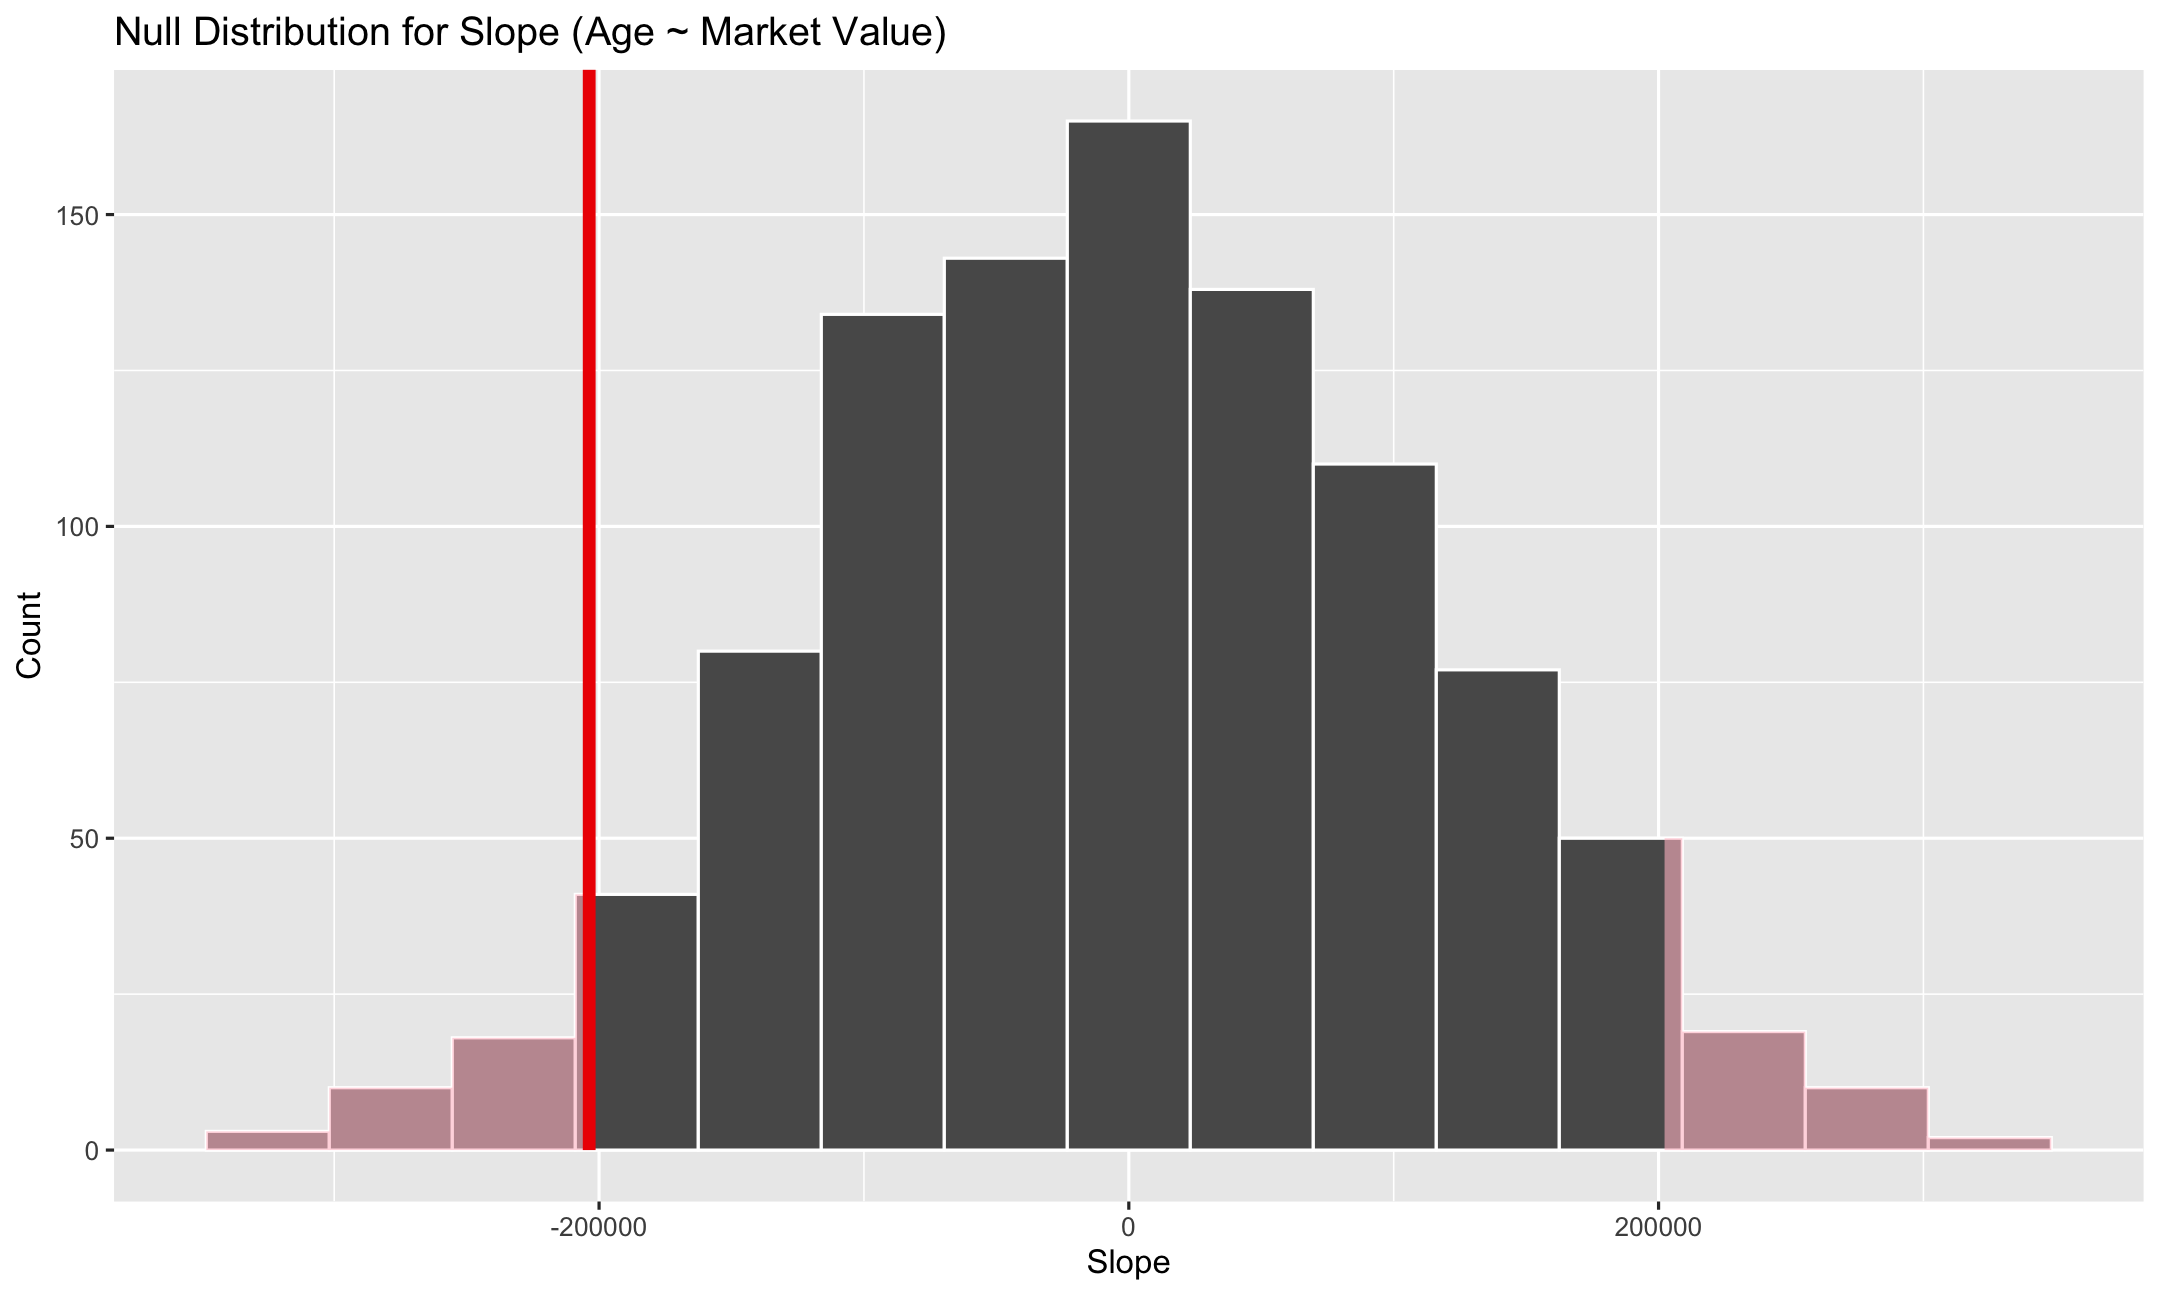 Null Distribution for Slope (Age ~ Market Value)
150
100
50
0
Count
-200000
0
200000
Slope